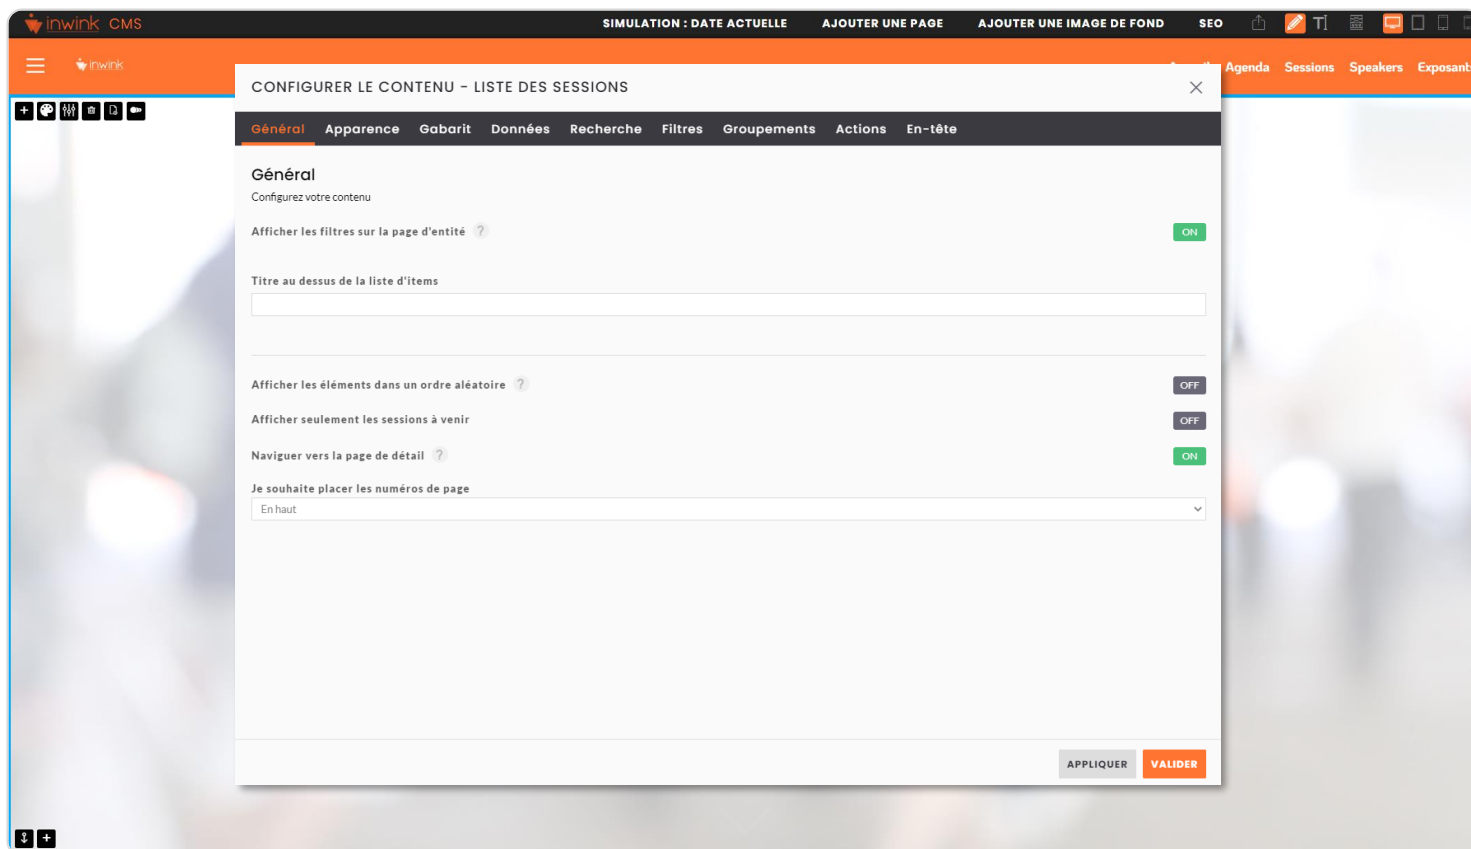 inwink CMS
SIMULATION : DATE ACTUELLE
AJOUTER UNE PAGE
AJOUTER UNE IMAGE DE FOND
SEO
inwink
Agenda
Sessions
Speakers
Exposants
CONFIGURER LE CONTENU - LISTE DES SESSIONS
Général
Apparence
Gabarit
Données
Recherche
Filtres
Groupements
Actions
En-tête
Général
Configurez votre contenu
Afficher les filtres sur la page d'entité ?
ON
Titre au dessus de la liste d'items
Afficher les éléments dans un ordre aléatoire ?
OFF
Afficher seulement les sessions à venir
OFF
Naviguer vers la page de détail ?
ON
Je souhaite placer les numéros de page
En haut
APPLIQUER
VALIDER